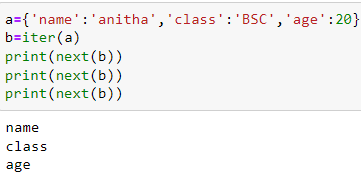 a={'name':'anitha','class':'BSC','age':20}
b=iter(a)
print(next(b))
print(next(b))
print(next(b))
name
class
age